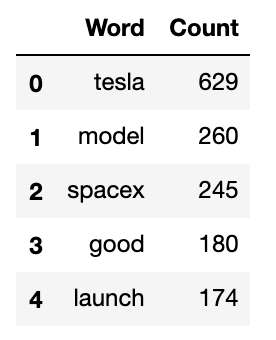 Word Count
0 tesla 629
1 model 260
2 spacex 245
3 good 180
4 launch 174